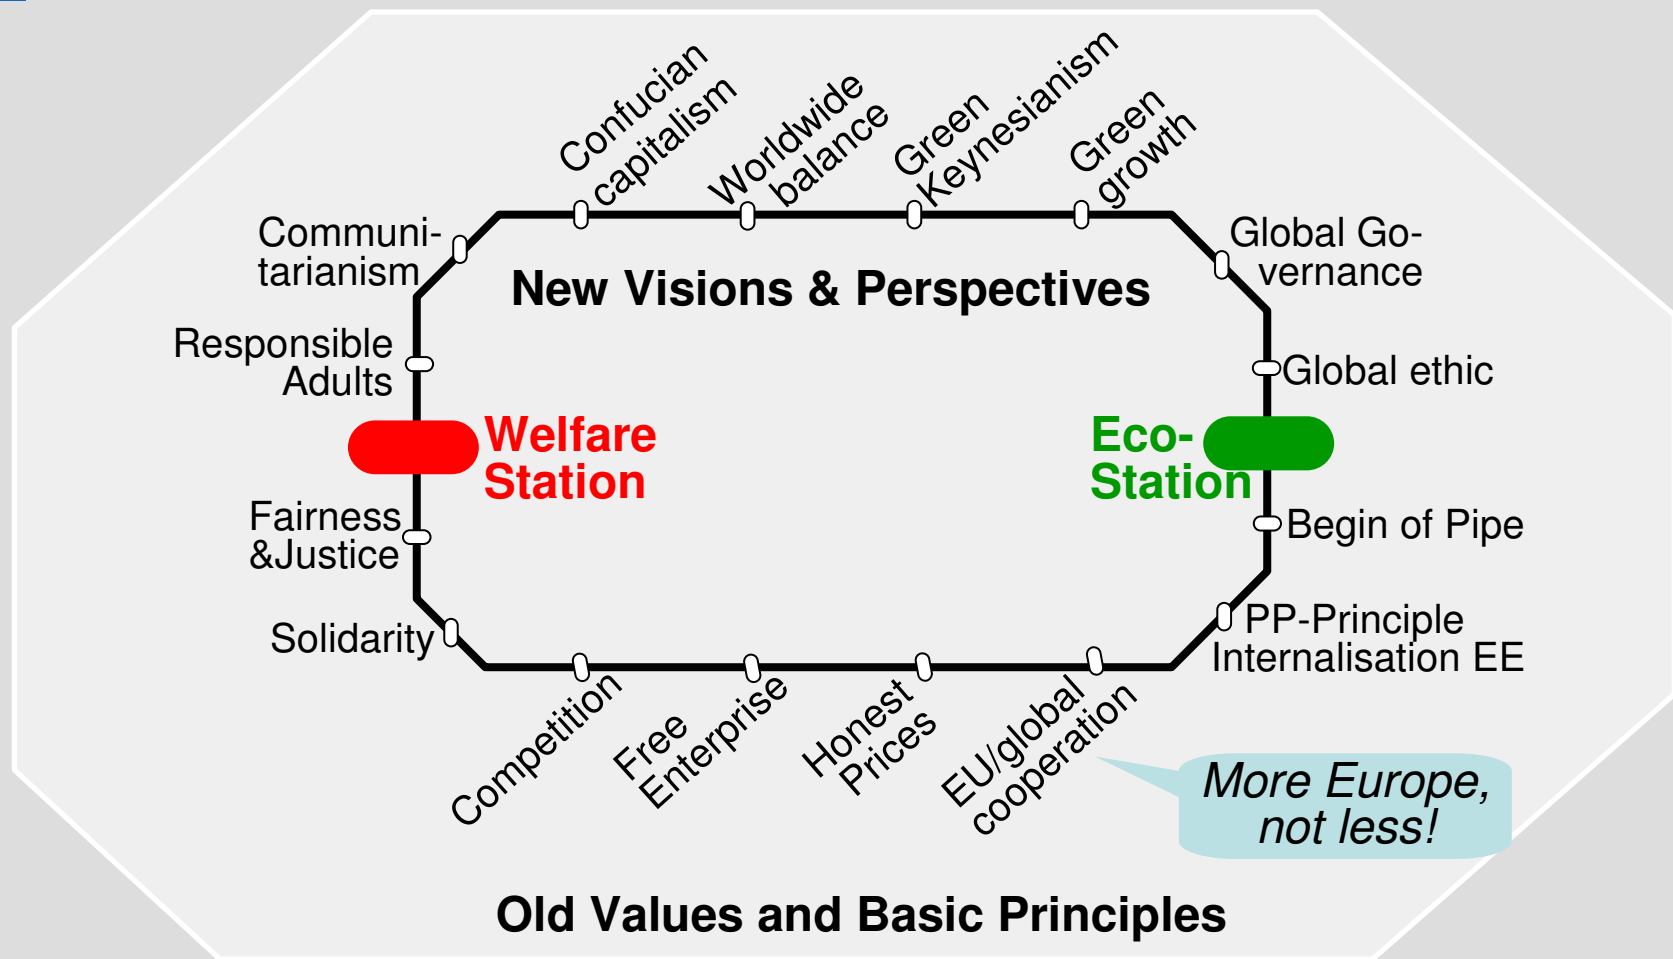 Confucian
capitalism
Worldwide
balance
Green
Keynesianism
Green
growth
Communi-
tarianism
Global Go-
vernance
New Visions & Perspectives
Responsible
Adults
Global ethic
Welfare
Station
Eco-
Station
Fairness
&Justice
Begin of Pipe
Solidarity
PP-Principle
Internalisation EE
Competition
Free
Enterprise
Honest
Prices
EU/global
cooperation
More Europe,
not less!
Old Values and Basic Principles